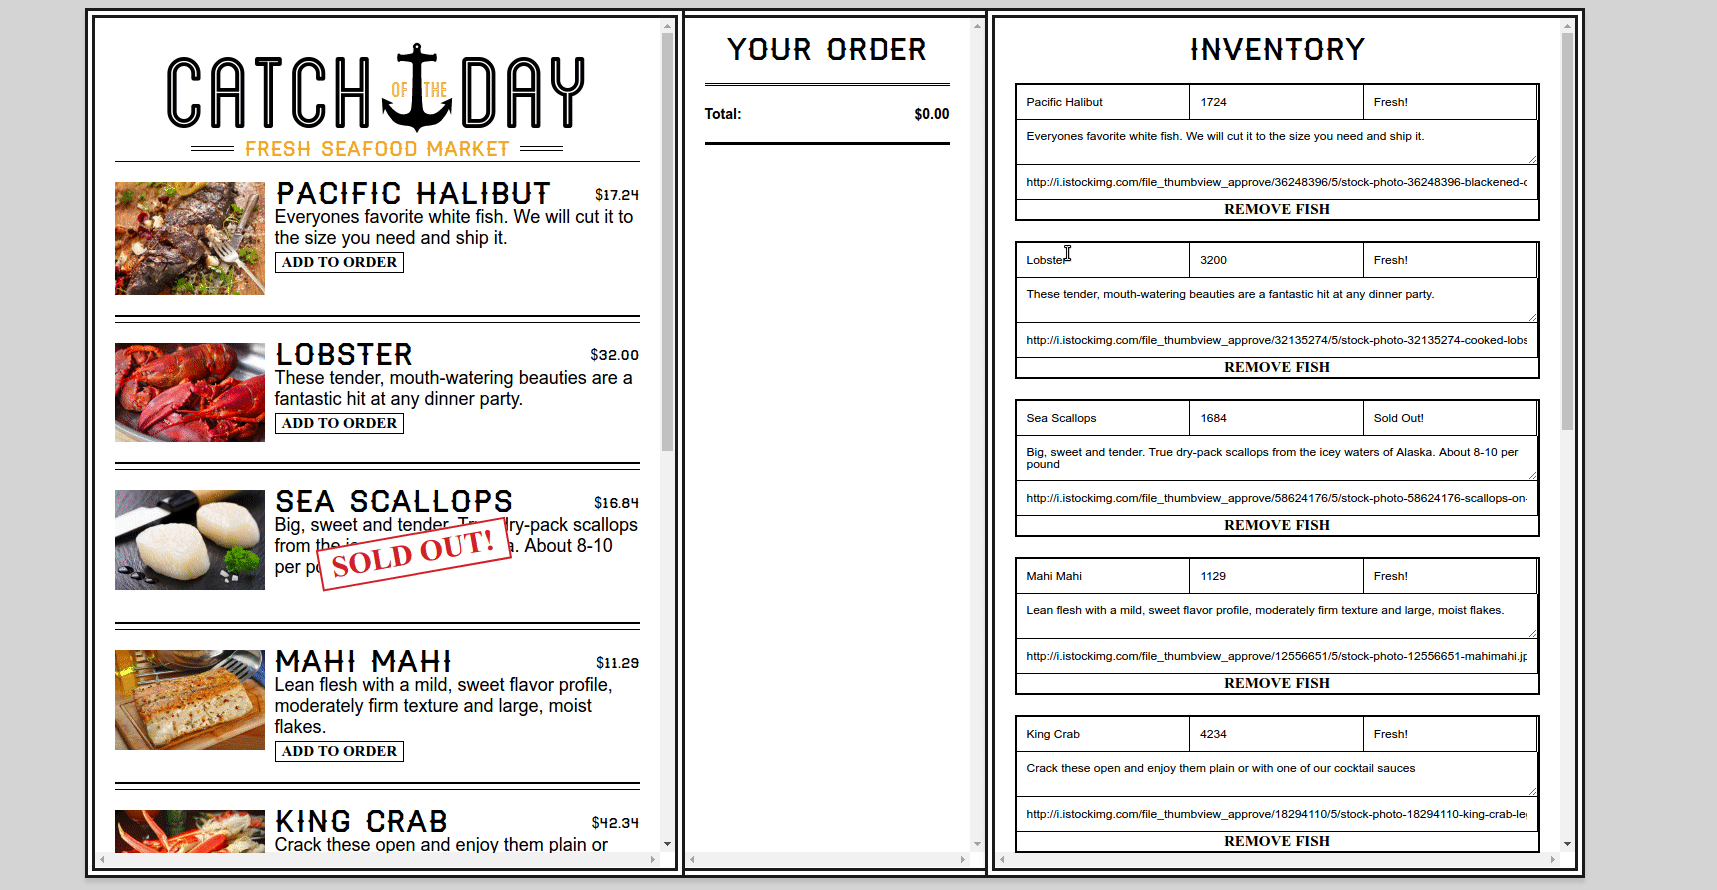 CATCH OF THE DAY
FRESH SEAFOOD MARKET
PACIFIC HALIBUT $17.24
Everyones favorite white fish. We will cut it to
the size you need and ship it.
ADD TO ORDER
LOBSTER $32.00
These tender, mouth-watering beauties are a
fantastic hit at any dinner party.
ADD TO ORDER
SEA SCALLOPS $16.84
Big, sweet and tender. True dry-pack scallops
from the a. About 8-10
per
SOLD OUT!
MAHI MAHI $11.29
Lean flesh with a mild, sweet flavor profile,
moderately firm texture and large, moist
flakes.
ADD TO ORDER
KING CRAB $42.34
Crack these open and enjoy them plain or
YOUR ORDER
Total: $0.00
INVENTORY
Pacific Halibut 1724 Fresh!
Everyones favorite white fish. We will cut it to the size you need and ship it.
http://i.istockimg.com/file_thumbview_approve/36248396/5/stock-photo-36248396-blackened-c
REMOVE FISH
Lobster 3200 Fresh!
These tender, mouth-watering beauties are a fantastic hit at any dinner party.
http://i.istockimg.com/file_thumbview_approve/32135274/5/stock-photo-32135274-cooked-lobs
REMOVE FISH
Sea Scallops 1684 Sold Out!
Big, sweet and tender. True dry-pack scallops from the icey waters of Alaska. About 8-10 per
pound
http://i.istockimg.com/file_thumbview_approve/58624176/5/stock-photo-58624176-scallops-on-
REMOVE FISH
Mahi Mahi 1129 Fresh!
Lean flesh with a mild, sweet flavor profile, moderately firm texture and large, moist flakes.
http://i.istockimg.com/file_thumbview_approve/12556651/5/stock-photo-12556651-mahimahi.jp
REMOVE FISH
King Crab 4234 Fresh!
Crack these open and enjoy them plain or with one of our cocktail sauces
http://i.istockimg.com/file_thumbview_approve/18294110/5/stock-photo-18294110-king-crab-le
REMOVE FISH